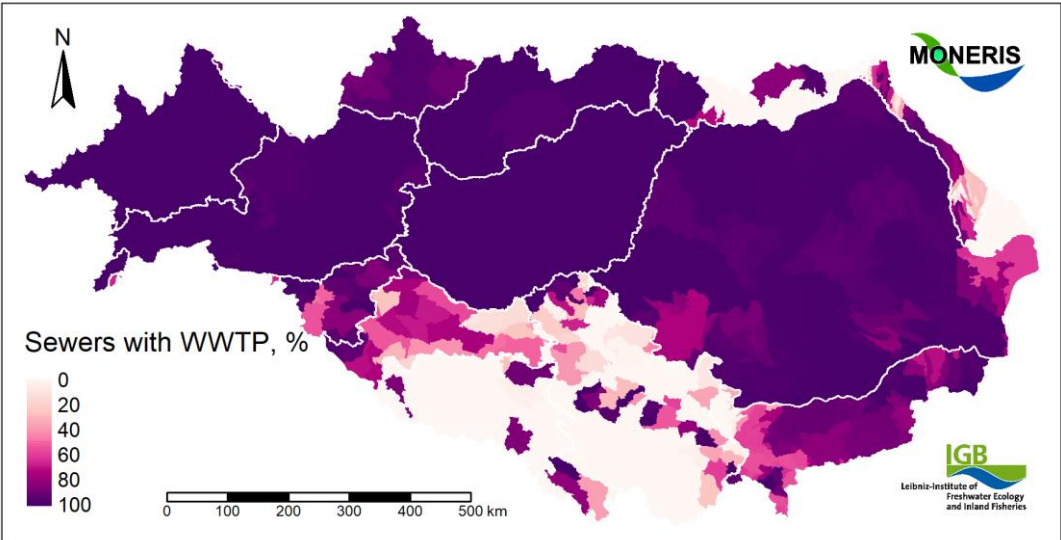 N
MONERIS
Sewers with WWTP, %
0
20
40
60
80
100
0 100 200 300 400 500 km
IGB
Leibniz-Institute of
Freshwater Ecology
and Inland Fisheries